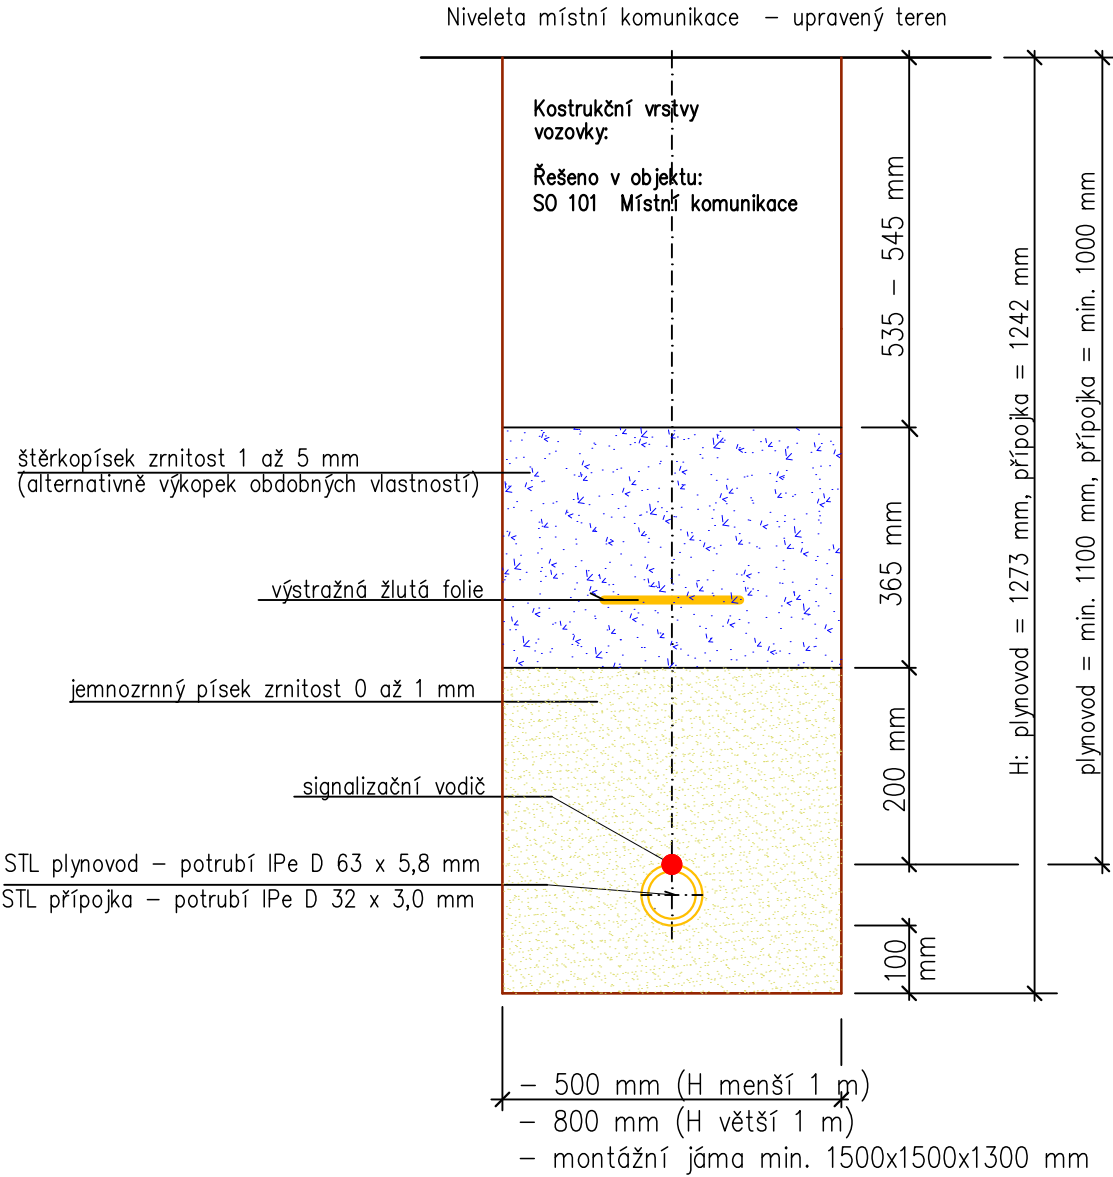 Niveleta místní komunikace – upravený teren
Kostrukční vrstvy
vozovky:
Řešeno v objektu:
SO 101 Místní komunikace
535 – 545 mm
H: plynovod = 1273 mm, přípojka = 1242 mm
plynovod = min. 1100 mm, přípojka = min. 1000 mm
štěrkopísek zrnitost 1 až 5 mm
(alternativně výkopek obdobných vlastností)
365 mm
výstražná žlutá folie
jemnozrnný písek zrnitost 0 až 1 mm
200 mm
signalizační vodič
STL plynovod – potrubí IPe D 63 x 5,8 mm
STL přípojka – potrubí IPe D 32 x 3,0 mm
100
mm
– 500 mm (H menší 1 m)
– 800 mm (H větší 1 m)
– montážní jáma min. 1500x1500x1300 mm